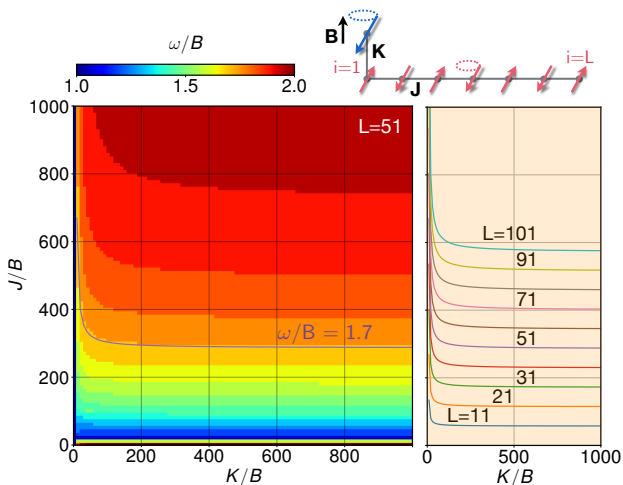 ω/B
1.0 1.5 2.0
B
K
i=1
J
i=L
L=51
ω/B = 1.7
J/B
1000
800
600
400
200
0
0 200 400 600 800
K/B
L=101
91
71
51
31
21
L=11
0 500 1000
K/B